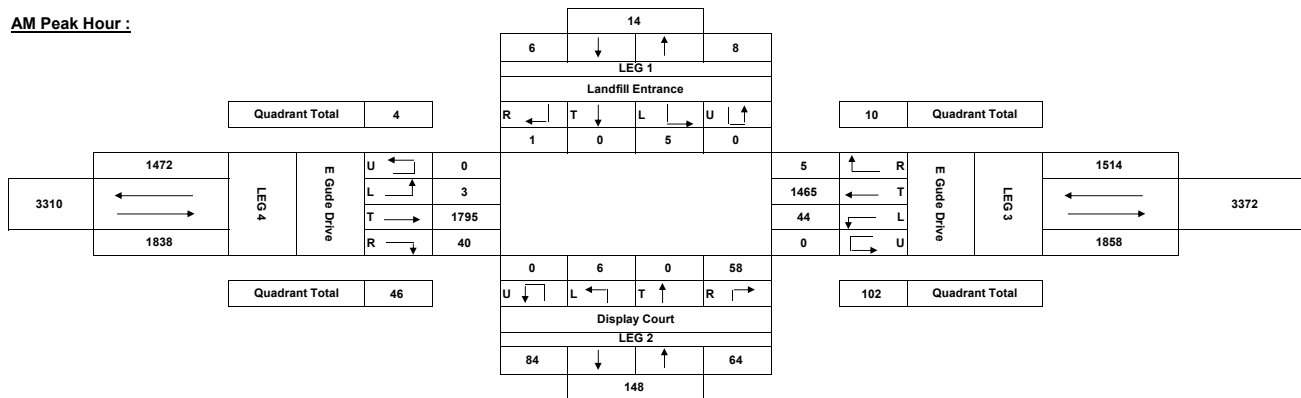 AM Peak Hour :
14
6 8
LEG 1
Landfill Entrance
Quadrant Total 4
R T L U
Quadrant Total 10
1 0 5 0
1472
U 0
5 R
1514
3310
LEG 4
E Gude Drive
L 3
1465 T
E Gude Drive
LEG 3
3372
T 1795
44 L
1838
R 40
0 U
1858
0 6 0 58
Quadrant Total 46
U L T R
102 Quadrant Total
Display Court
LEG 2
84 64
148